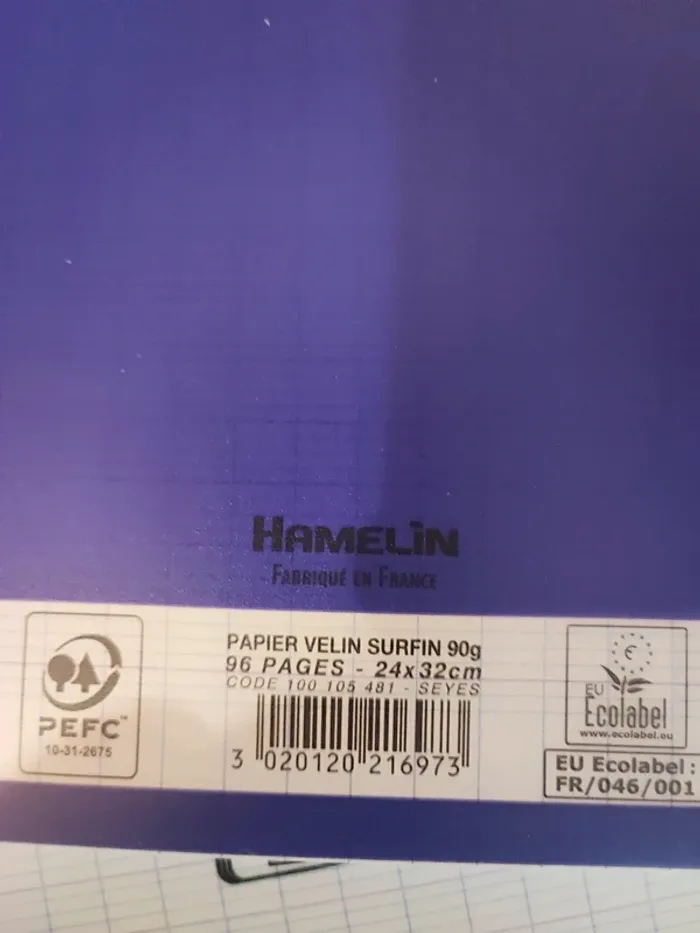 HAMELIN
FABRIQUÉ EN FRANCE
PAPIER VELIN SURFIN 90g
96 PAGES - 24x32cm
CODE 100 105 481 - SEYES
3 020120 216973
PEFC™
10-31-2675
€
EU
Ecolabel
www.ecolabel.eu
EU Ecolabel :
FR/046/001